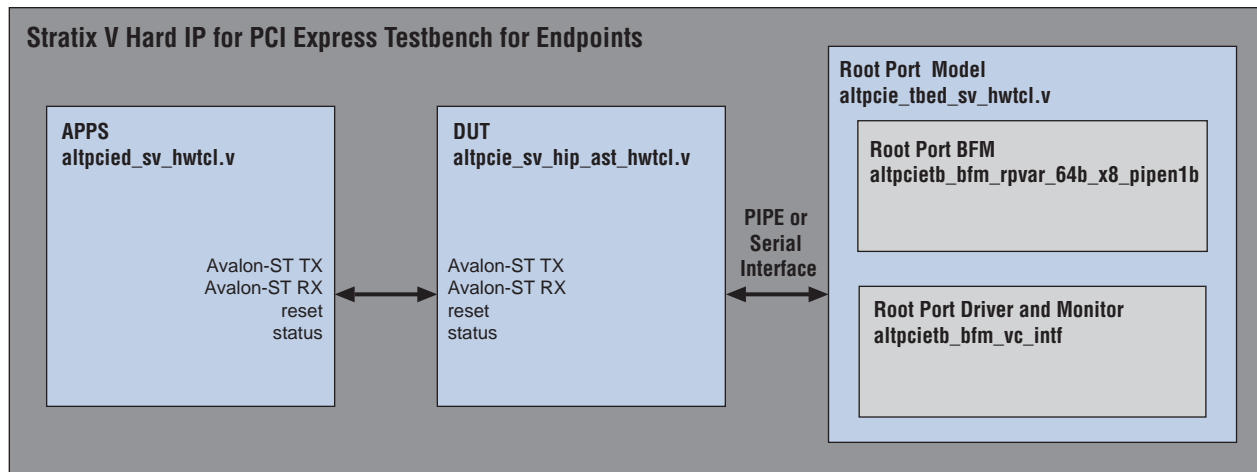 Stratix V Hard IP for PCI Express Testbench for Endpoints
APPS
altpcied_sv_hwtcl.v
Avalon-ST TX
Avalon-ST RX
reset
status
DUT
altpcie_sv_hip_ast_hwtcl.v
Avalon-ST TX
Avalon-ST RX
reset
status
PIPE or
Serial
Interface
Root Port Model
altpcie_tbed_sv_hwtcl.v
Root Port BFM
altpcietb_bfm_rpvar_64b_x8_pipen1b
Root Port Driver and Monitor
altpcietb_bfm_vc_intf